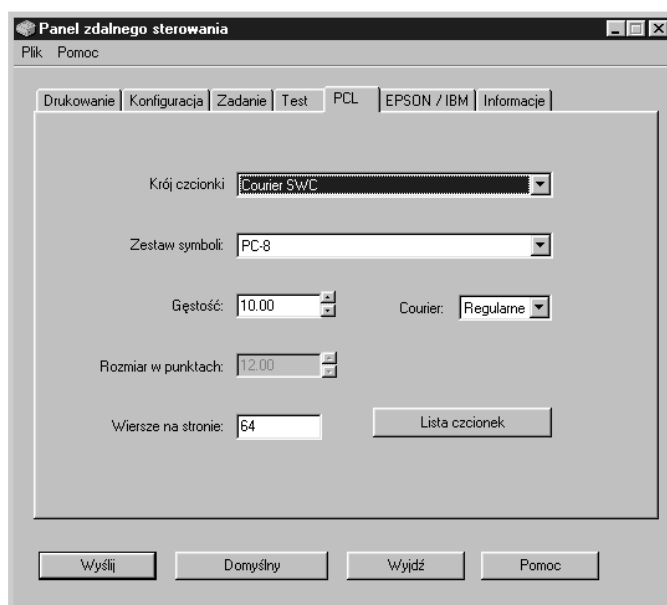 Panel zdalnego sterowania
Plik Pomoc
Drukowanie Konfiguracja Zadanie Test PCL EPSON / IBM Informacje
Krój czcionki Courier SWC
Zestaw symboli: PC-8
Gęstość: 10.00 Courier: Regularne
Rozmiar w punktach: 12.00
Wiersze na stronie: 64 Lista czcionek
Wyślij Domyślny Wyjdź Pomoc